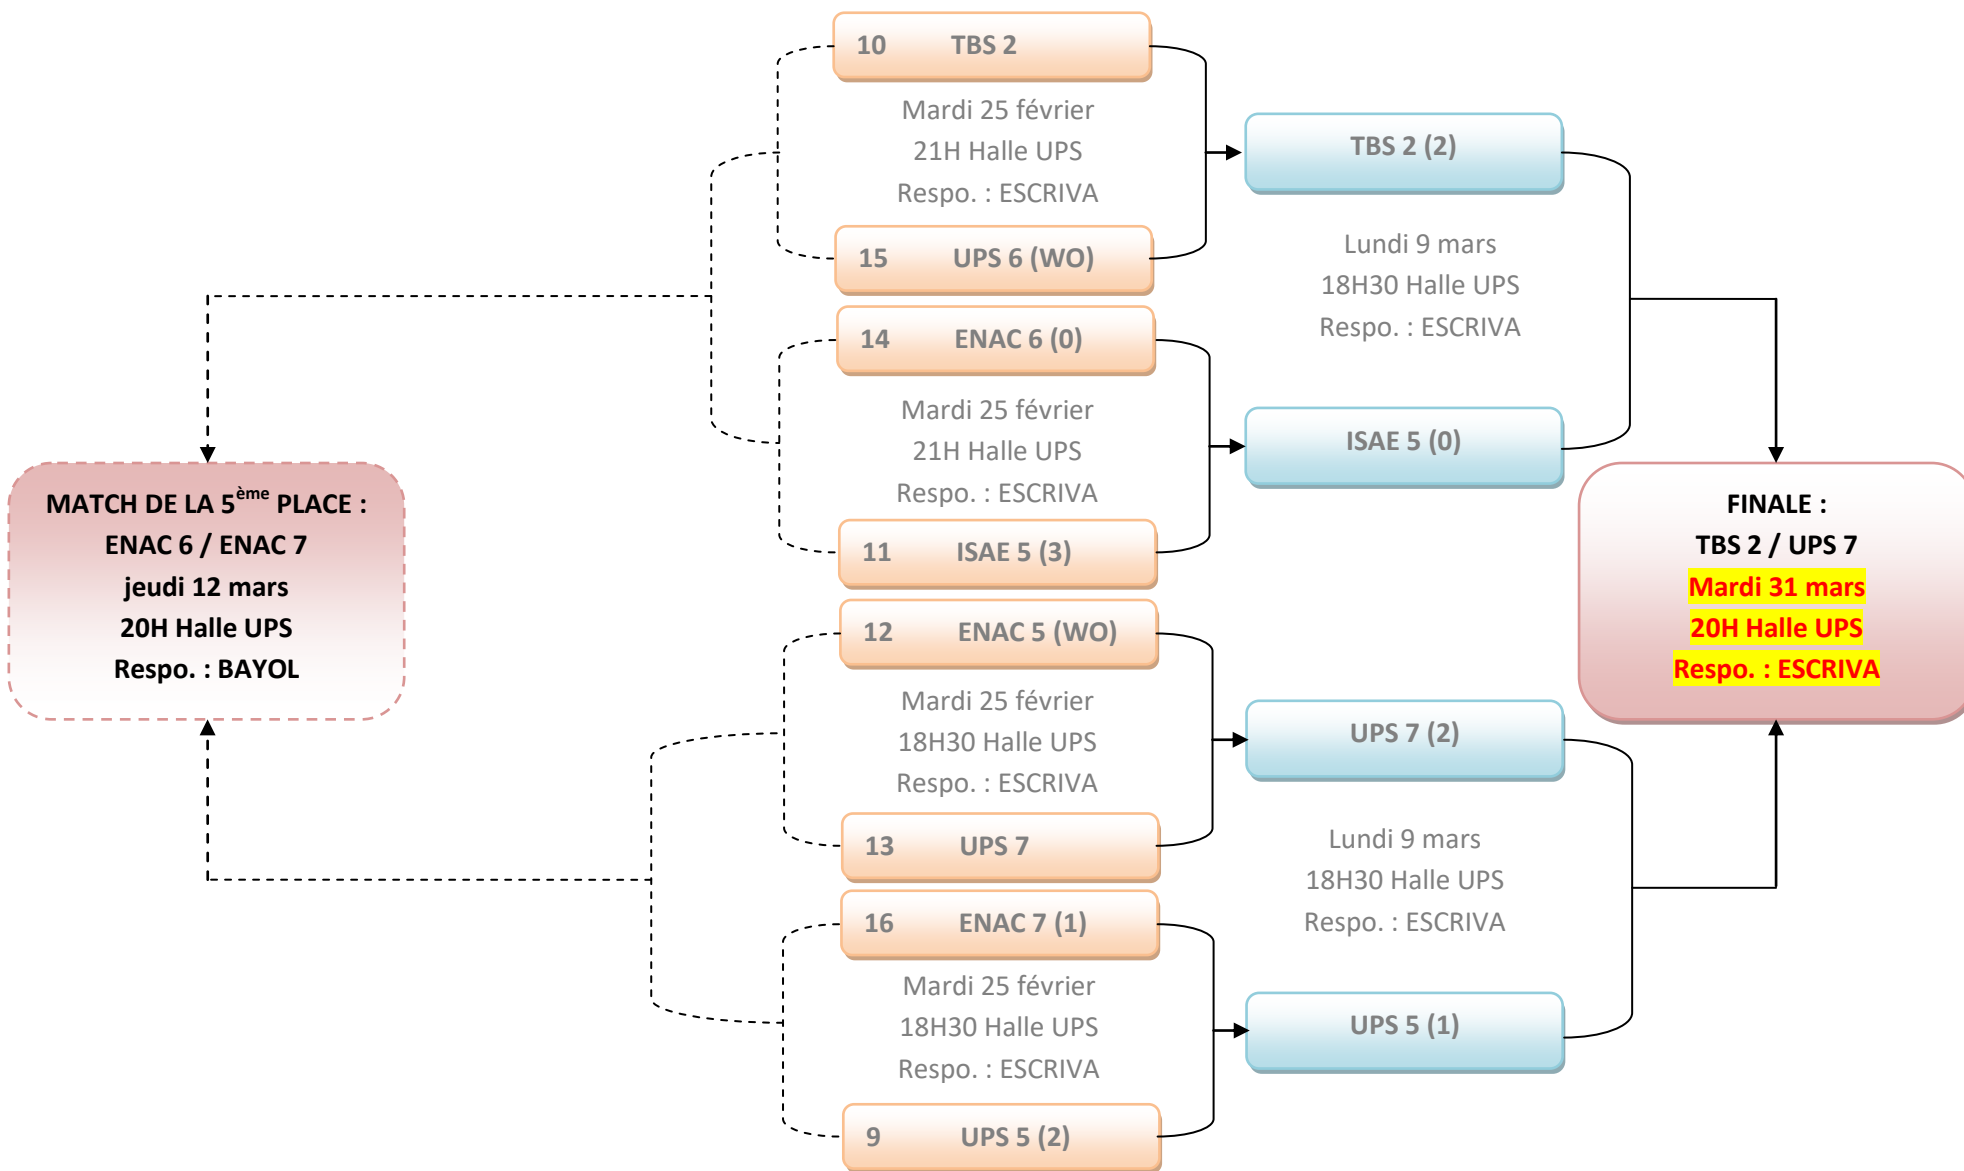 10 TBS 2
Mardi 25 février
21H Halle UPS
Respo. : ESCRIVA
15 UPS 6 (WO)
14 ENAC 6 (0)
Mardi 25 février
21H Halle UPS
Respo. : ESCRIVA
11 ISAE 5 (3)
12 ENAC 5 (WO)
Mardi 25 février
18H30 Halle UPS
Respo. : ESCRIVA
13 UPS 7
16 ENAC 7 (1)
Mardi 25 février
18H30 Halle UPS
Respo. : ESCRIVA
9 UPS 5 (2)
TBS 2 (2)
Lundi 9 mars
18H30 Halle UPS
Respo. : ESCRIVA
ISAE 5 (0)
UPS 7 (2)
Lundi 9 mars
18H30 Halle UPS
Respo. : ESCRIVA
UPS 5 (1)
MATCH DE LA 5ème PLACE :
ENAC 6 / ENAC 7
jeudi 12 mars
20H Halle UPS
Respo. : BAYOL
FINALE :
TBS 2 / UPS 7
Mardi 31 mars
20H Halle UPS
Respo. : ESCRIVA